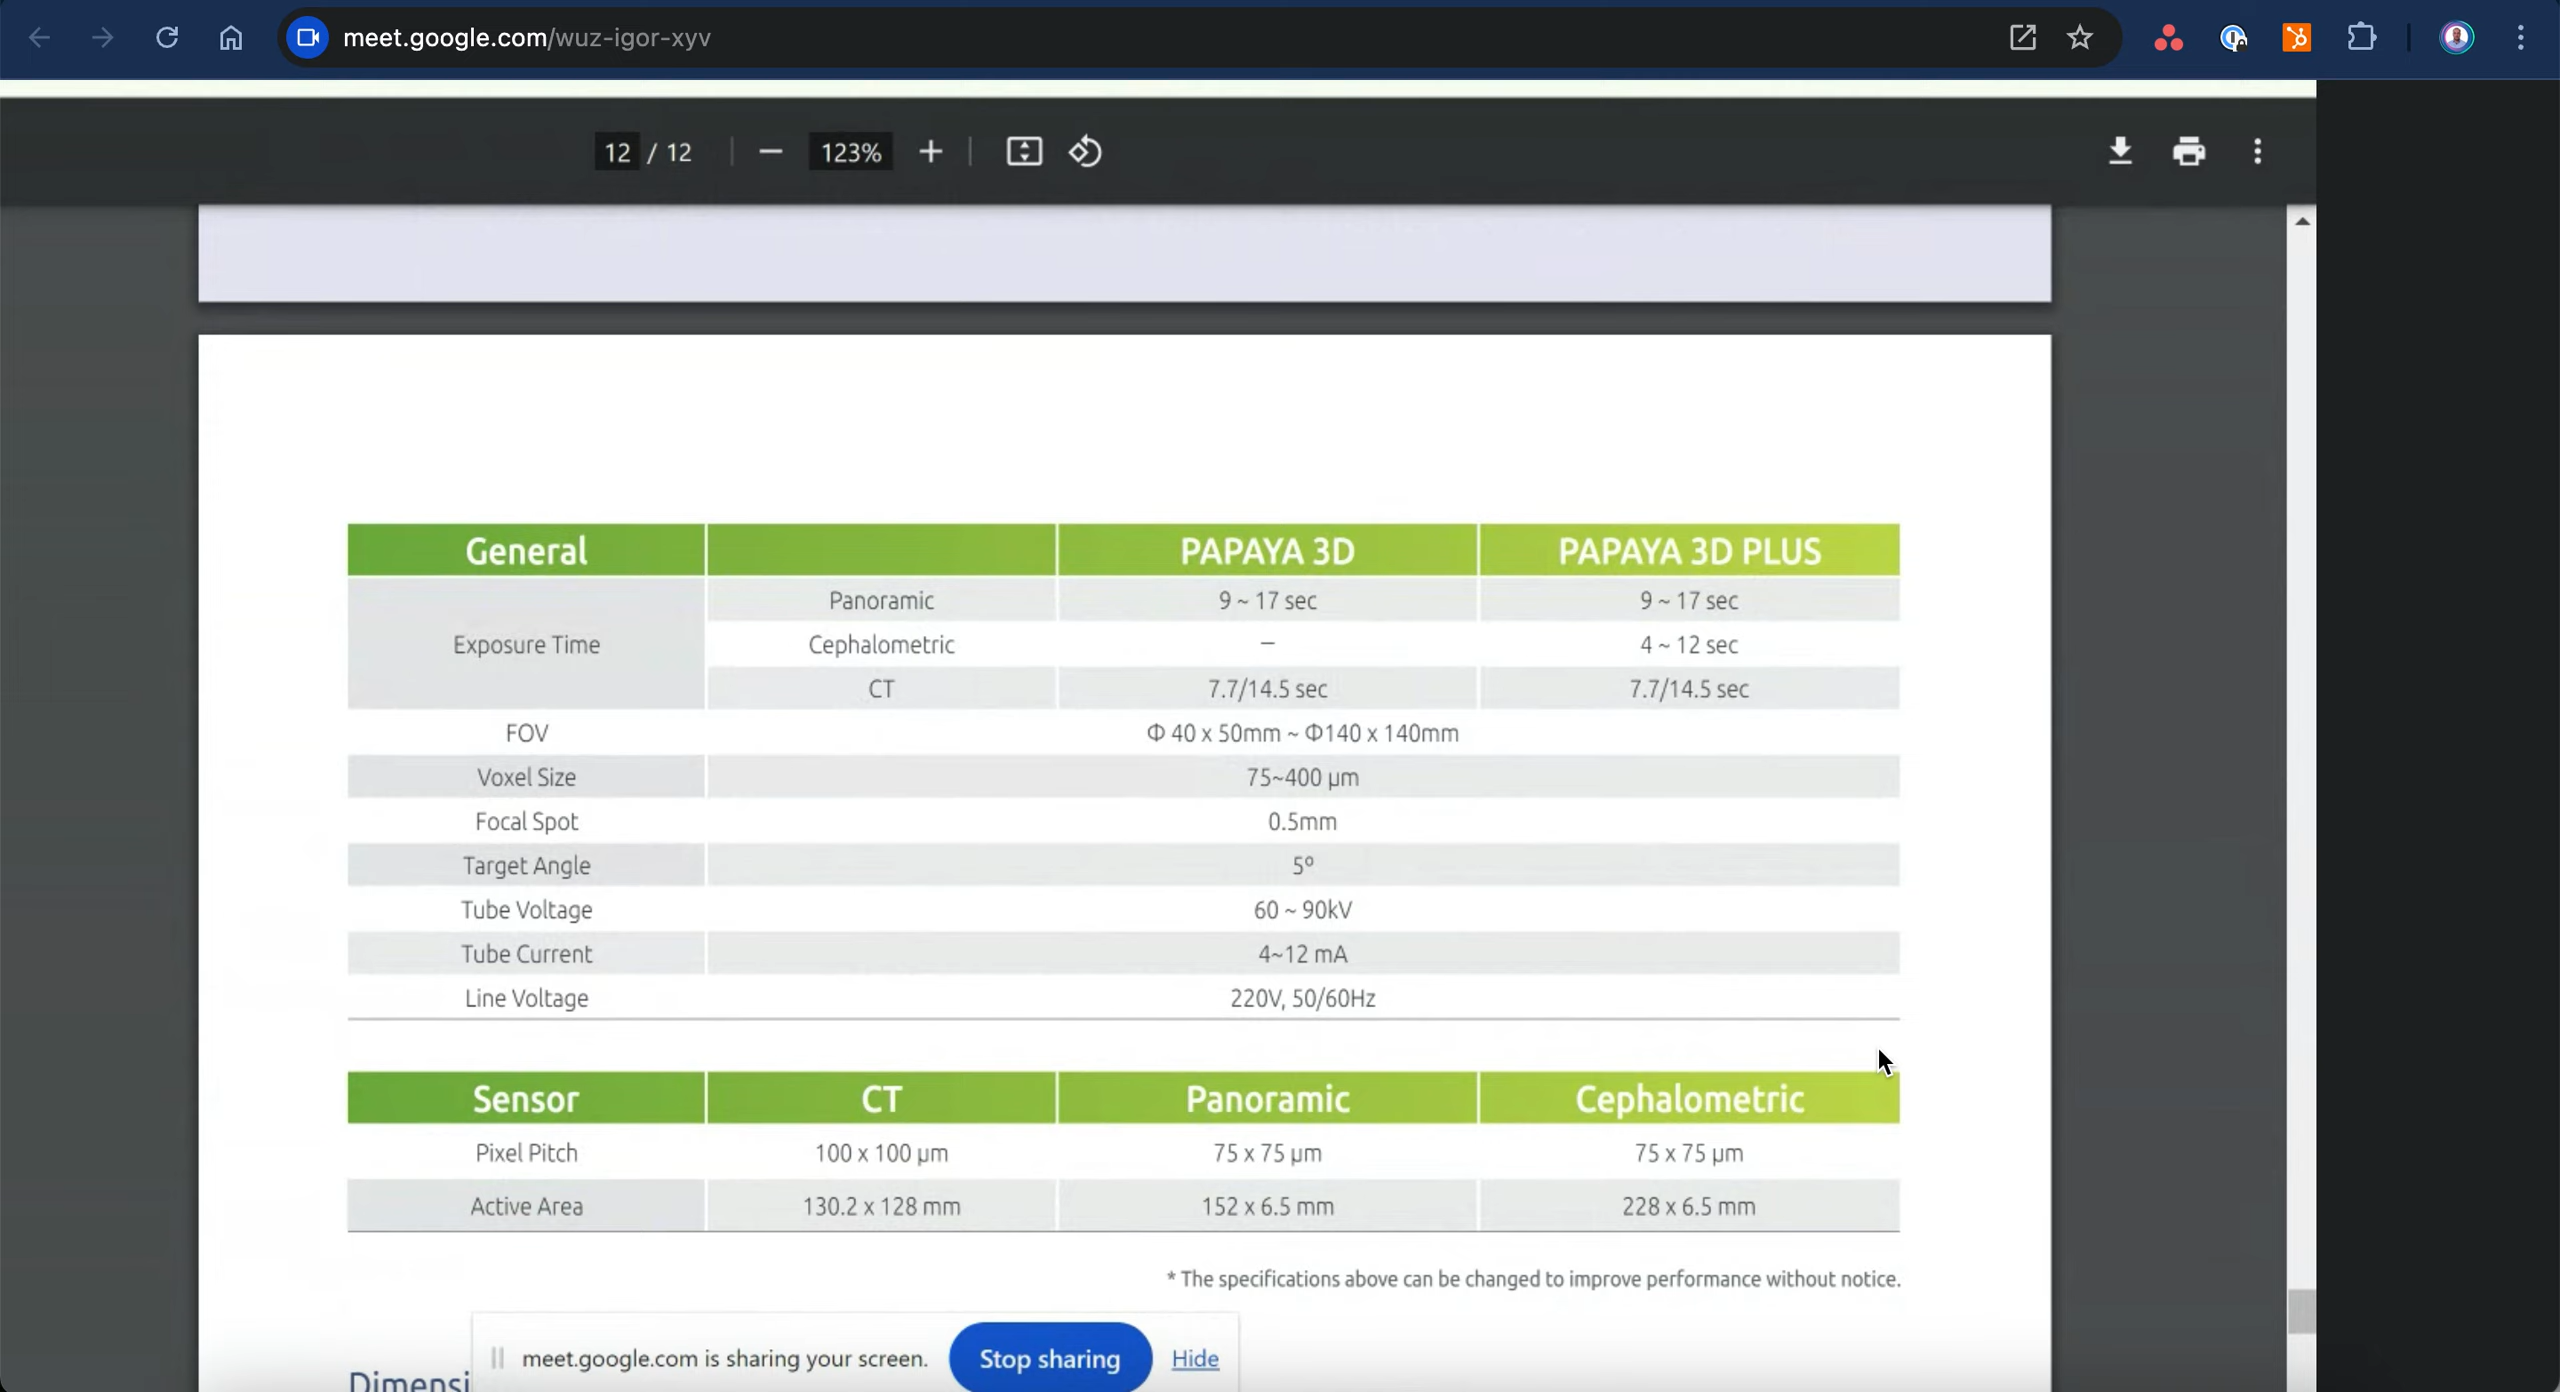 meet.google.com/wuz-igor-xyv
12 / 12 123%
General PAPAYA 3D PAPAYA 3D PLUS
Exposure Time Panoramic 9 ~ 17 sec 9 ~ 17 sec
Cephalometric – 4 ~ 12 sec
CT 7.7/14.5 sec 7.7/14.5 sec
FOV Φ 40 x 50mm ~ Φ140 x 140mm
Voxel Size 75~400 µm
Focal Spot 0.5mm
Target Angle 5º
Tube Voltage 60 ~ 90kV
Tube Current 4~12 mA
Line Voltage 220V, 50/60Hz
Sensor CT Panoramic Cephalometric
Pixel Pitch 100 x 100 µm 75 x 75 µm 75 x 75 µm
Active Area 130.2 x 128 mm 152 x 6.5 mm 228 x 6.5 mm
* The specifications above can be changed to improve performance without notice.
meet.google.com is sharing your screen. Stop sharing Hide
Dimensi